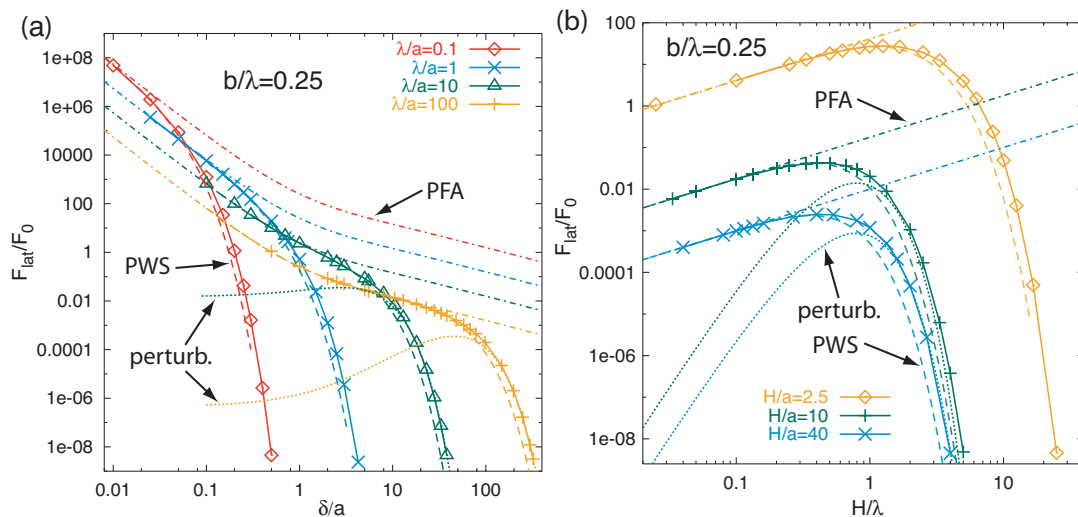 (a)
b/λ=0.25
λ/a=0.1
λ/a=1
λ/a=10
λ/a=100
PFA
PWS
perturb.
1e+08
1e+06
10000
100
1
0.01
0.0001
1e-06
1e-08
F_lat/F_0
0.01
0.1
1
10
100
δ/a
(b)
b/λ=0.25
PFA
perturb.
PWS
H/a=2.5
H/a=10
H/a=40
100
1
0.01
0.0001
1e-06
1e-08
F_lat/F_0
0.1
1
10
H/λ